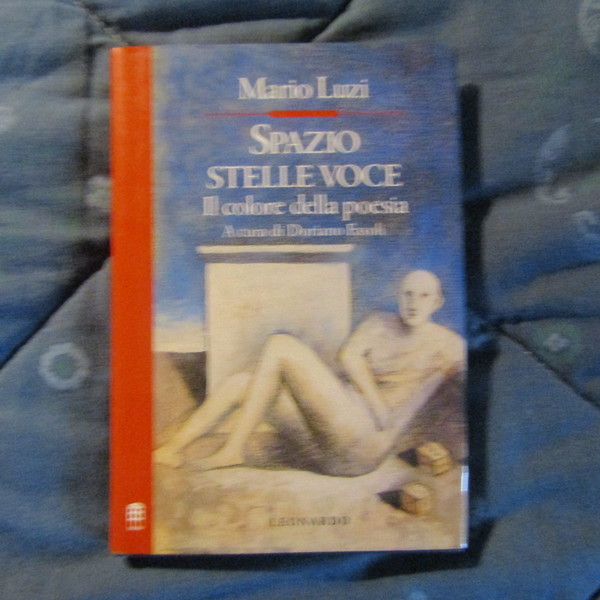 Mario Luzi
SPAZIO
STELLE VOCE
Il colore della poesia
A cura di Doriano Fasoli